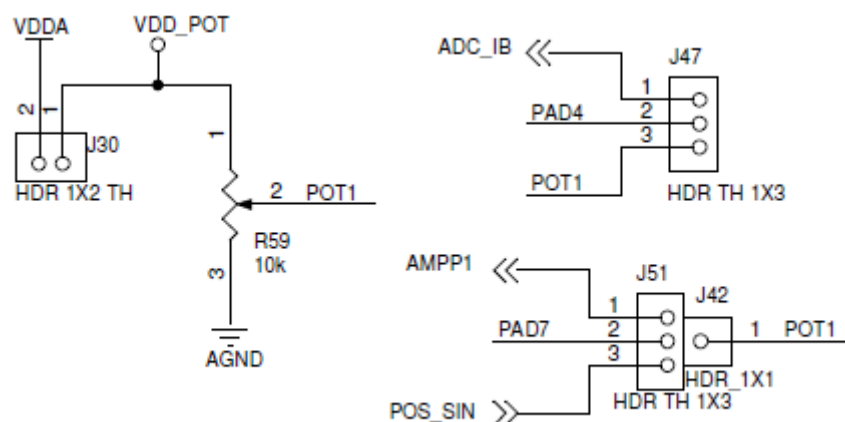 VDDA
VDD_POT
2
1
J30
HDR 1X2 TH
1
2
POT1
R59
10k
3
AGND
ADC_IB
J47
1
PAD4
2
3
POT1
HDR TH 1X3
AMPP1
J51
J42
1
PAD7
2
1
POT1
3
HDR_1X1
HDR TH 1X3
POS_SIN